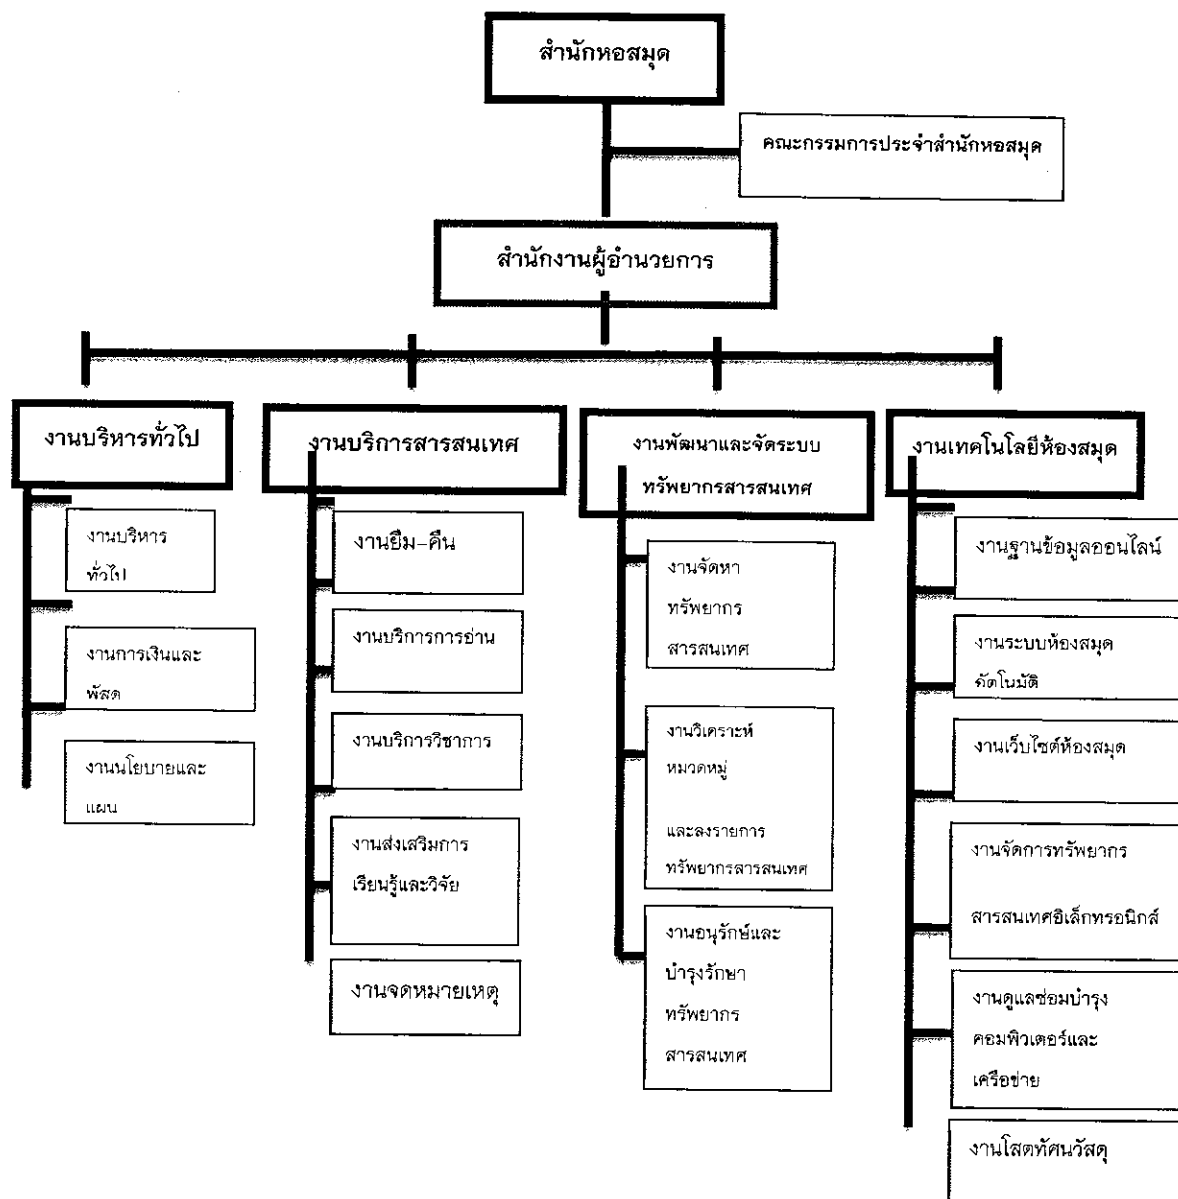 สำนักหอสมุด
คณะกรรมการประจำสำนักหอสมุด
สำนักงานผู้อำนวยการ
งานบริหารทั่วไป
งานบริหาร
ทั่วไป
งานการเงินและ
พัสดุ
งานนโยบายและ
แผน
งานบริการสารสนเทศ
งานยืม-คืน
งานบริการการอ่าน
งานบริการวิชาการ
งานส่งเสริมการ
เรียนรู้และวิจัย
งานจดหมายเหตุ
งานพัฒนาและจัดระบบ
ทรัพยากรสารสนเทศ
งานจัดหา
ทรัพยากร
สารสนเทศ
งานวิเคราะห์
หมวดหมู่
และลงรายการ
ทรัพยากรสารสนเทศ
งานอนุรักษ์และ
บำรุงรักษา
ทรัพยากร
สารสนเทศ
งานเทคโนโลยีห้องสมุด
งานฐานข้อมูลออนไลน์
งานระบบห้องสมุด
อัตโนมัติ
งานเว็บไซต์ห้องสมุด
งานจัดการทรัพยากร
สารสนเทศอิเล็กทรอนิกส์
งานดูแลซ่อมบำรุง
คอมพิวเตอร์และ
เครือข่าย
งานโสตทัศนวัสดุ